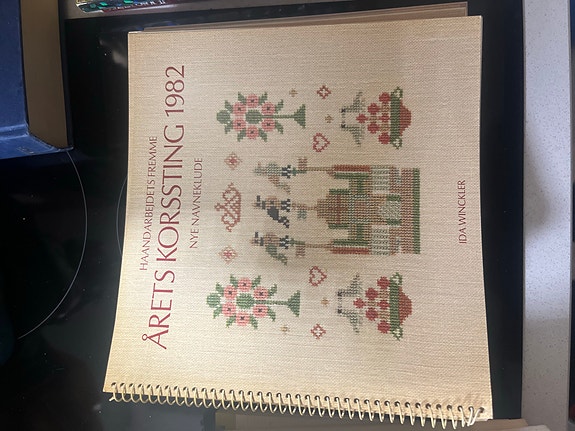 HAANDARBEJDETS FREMME
ÅRETS KORSSTING 1982
NYE NAVNEKLUDE
IDA WINCKLER